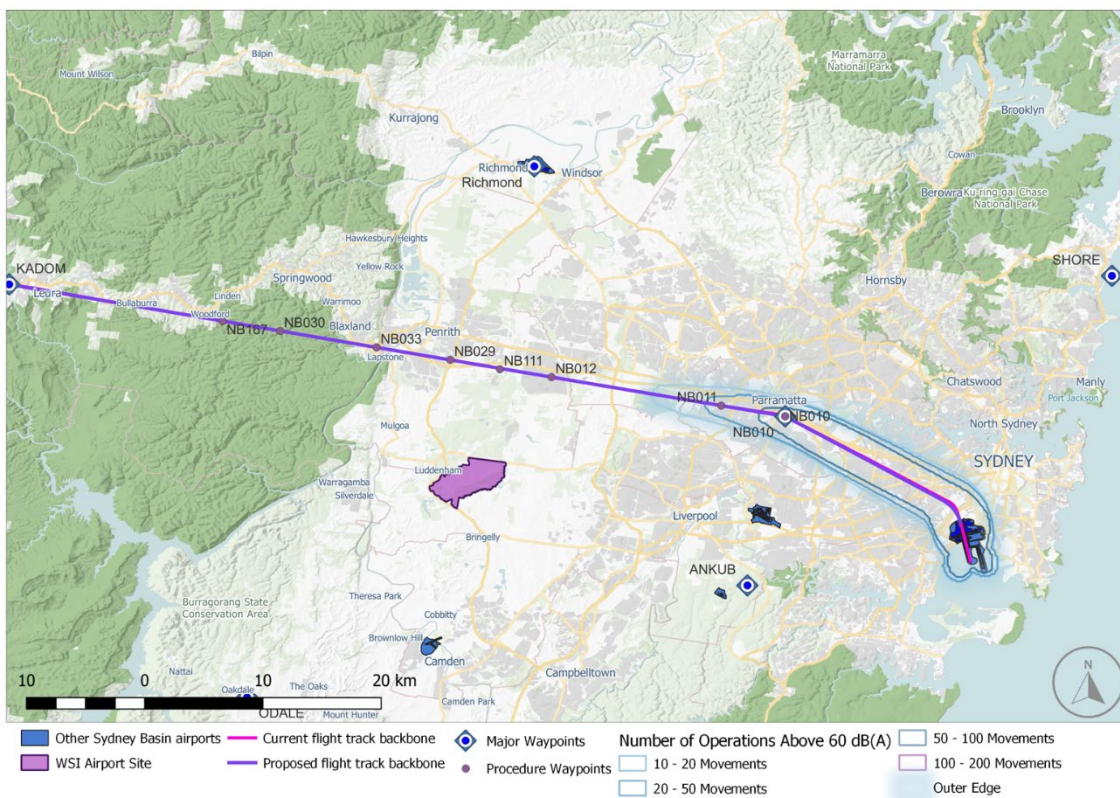 Marramarra
National Park
Bilpin
Mount Wilson
Brooklyn
Kurrajong
Cowan
Richmond
Windsor
Richmond
Berowra
Ku-ring-gai Chase
National Park
Hawkesbury Heights
KADOM
Yellow Rock
SHORE
Springwood
Hornsby
Leura
Linden
Bullaburra
Warrimoo
Woodford
NB167
NB030
Blaxland
Penrith
NB033
Lapstone
NB029
NB111
NB012
Chatswood
Manly
Port Jackson
NB011
Parramatta
NB010
NB010
North Sydney
Mulgoa
SYDNEY
Luddenham
Warragamba
Silverdale
Liverpool
Bringelly
ANKUB
Burragorang State
Conservation Area
Theresa Park
Cobbitty
Brownlow Hill
Camden
Nattai
Campbelltown
Oakdale
The Oaks
10 0 10 20 km
Camden Park
ODALE
Mount Hunter
N
Other Sydney Basin airports
Current flight track backbone
Major Waypoints
Number of Operations Above 60 dB(A)
50 - 100 Movements
WSI Airport Site
Proposed flight track backbone
Procedure Waypoints
10 - 20 Movements
100 - 200 Movements
20 - 50 Movements
Outer Edge